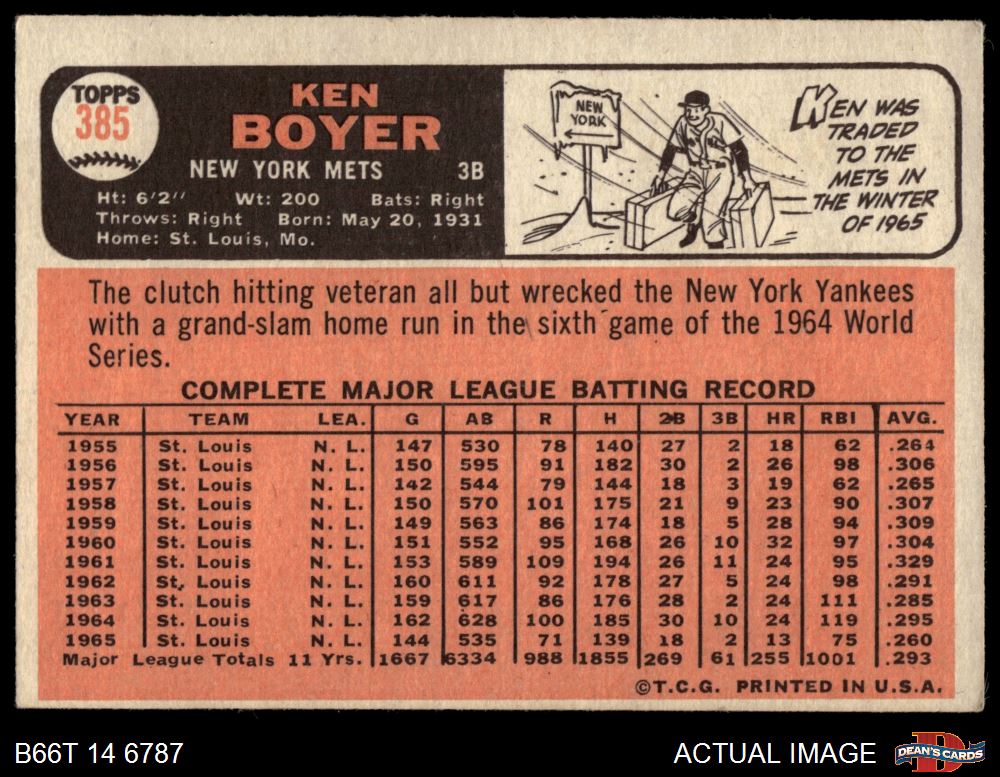 TOPPS
385
KEN
BOYER
NEW YORK METS 3B
Ht: 6'2" Wt: 200 Bats: Right
Throws: Right Born: May 20, 1931
Home: St. Louis, Mo.
NEW
YORK
KEN WAS
TRADED
TO THE
METS IN
THE WINTER
OF 1965
The clutch hitting veteran all but wrecked the New York Yankees
with a grand-slam home run in the sixth game of the 1964 World
Series.
COMPLETE MAJOR LEAGUE BATTING RECORD
YEAR TEAM LEA. G AB R H 2B 3B HR RBI AVG.
1955 St. Louis N. L. 147 530 78 140 27 2 18 62 .264
1956 St. Louis N. L. 150 595 91 182 30 2 26 98 .306
1957 St. Louis N. L. 142 544 79 144 18 3 19 62 .265
1958 St. Louis N. L. 150 570 101 175 21 9 23 90 .307
1959 St. Louis N. L. 149 563 86 174 18 5 28 94 .309
1960 St. Louis N. L. 151 552 95 168 26 10 32 97 .304
1961 St. Louis N. L. 153 589 109 194 26 11 24 95 .329
1962 St. Louis N. L. 160 611 92 178 27 5 24 98 .291
1963 St. Louis N. L. 159 617 86 176 28 2 24 111 .285
1964 St. Louis N. L. 162 628 100 185 30 10 24 119 .295
1965 St. Louis N. L. 144 535 71 139 18 2 13 75 .260
Major League Totals 11 Yrs. 1667 6334 988 1855 269 61 255 1001 .293
©T.C.G. PRINTED IN U.S.A.
B66T 14 6787
ACTUAL IMAGE
D
DEAN'S CARDS